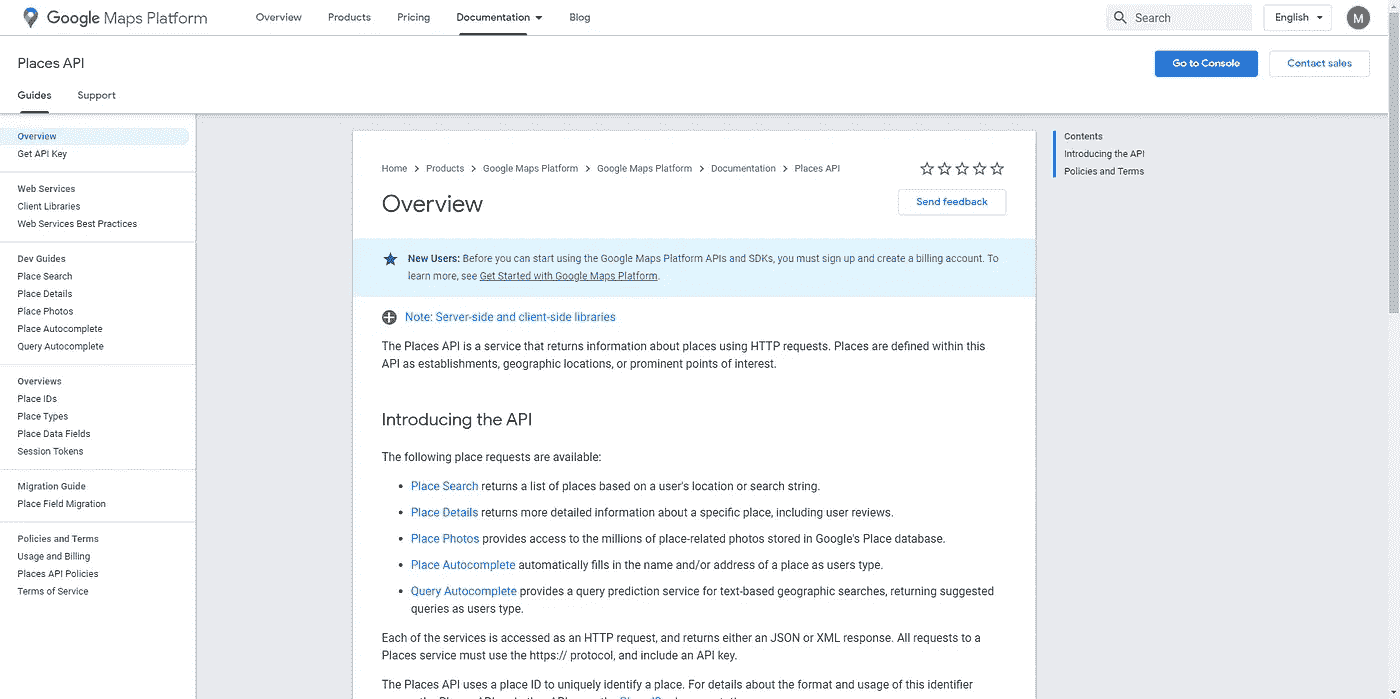 Google Maps Platform
Overview
Products
Pricing
Documentation
Blog
Search
English
M
Places API
Go to Console
Contact sales
Guides
Support
Overview
Get API Key
Web Services
Client Libraries
Web Services Best Practices
Dev Guides
Place Search
Place Details
Place Photos
Place Autocomplete
Query Autocomplete
Overviews
Place IDs
Place Types
Place Data Fields
Session Tokens
Migration Guide
Place Field Migration
Policies and Terms
Usage and Billing
Places API Policies
Terms of Service
Home > Products > Google Maps Platform > Google Maps Platform > Documentation > Places API
Overview
Send feedback
New Users: Before you can start using the Google Maps Platform APIs and SDKs, you must sign up and create a billing account. To
learn more, see Get Started with Google Maps Platform.
Note: Server-side and client-side libraries
The Places API is a service that returns information about places using HTTP requests. Places are defined within this
API as establishments, geographic locations, or prominent points of interest.
Introducing the API
The following place requests are available:
• Place Search returns a list of places based on a user's location or search string.
• Place Details returns more detailed information about a specific place, including user reviews.
• Place Photos provides access to the millions of place-related photos stored in Google's Place database.
• Place Autocomplete automatically fills in the name and/or address of a place as users type.
• Query Autocomplete provides a query prediction service for text-based geographic searches, returning suggested
queries as users type.
Each of the services is accessed as an HTTP request, and returns either an JSON or XML response. All requests to a
Places service must use the https:// protocol, and include an API key.
The Places API uses a place ID to uniquely identify a place. For details about the format and usage of this identifier
Contents
Introducing the API
Policies and Terms